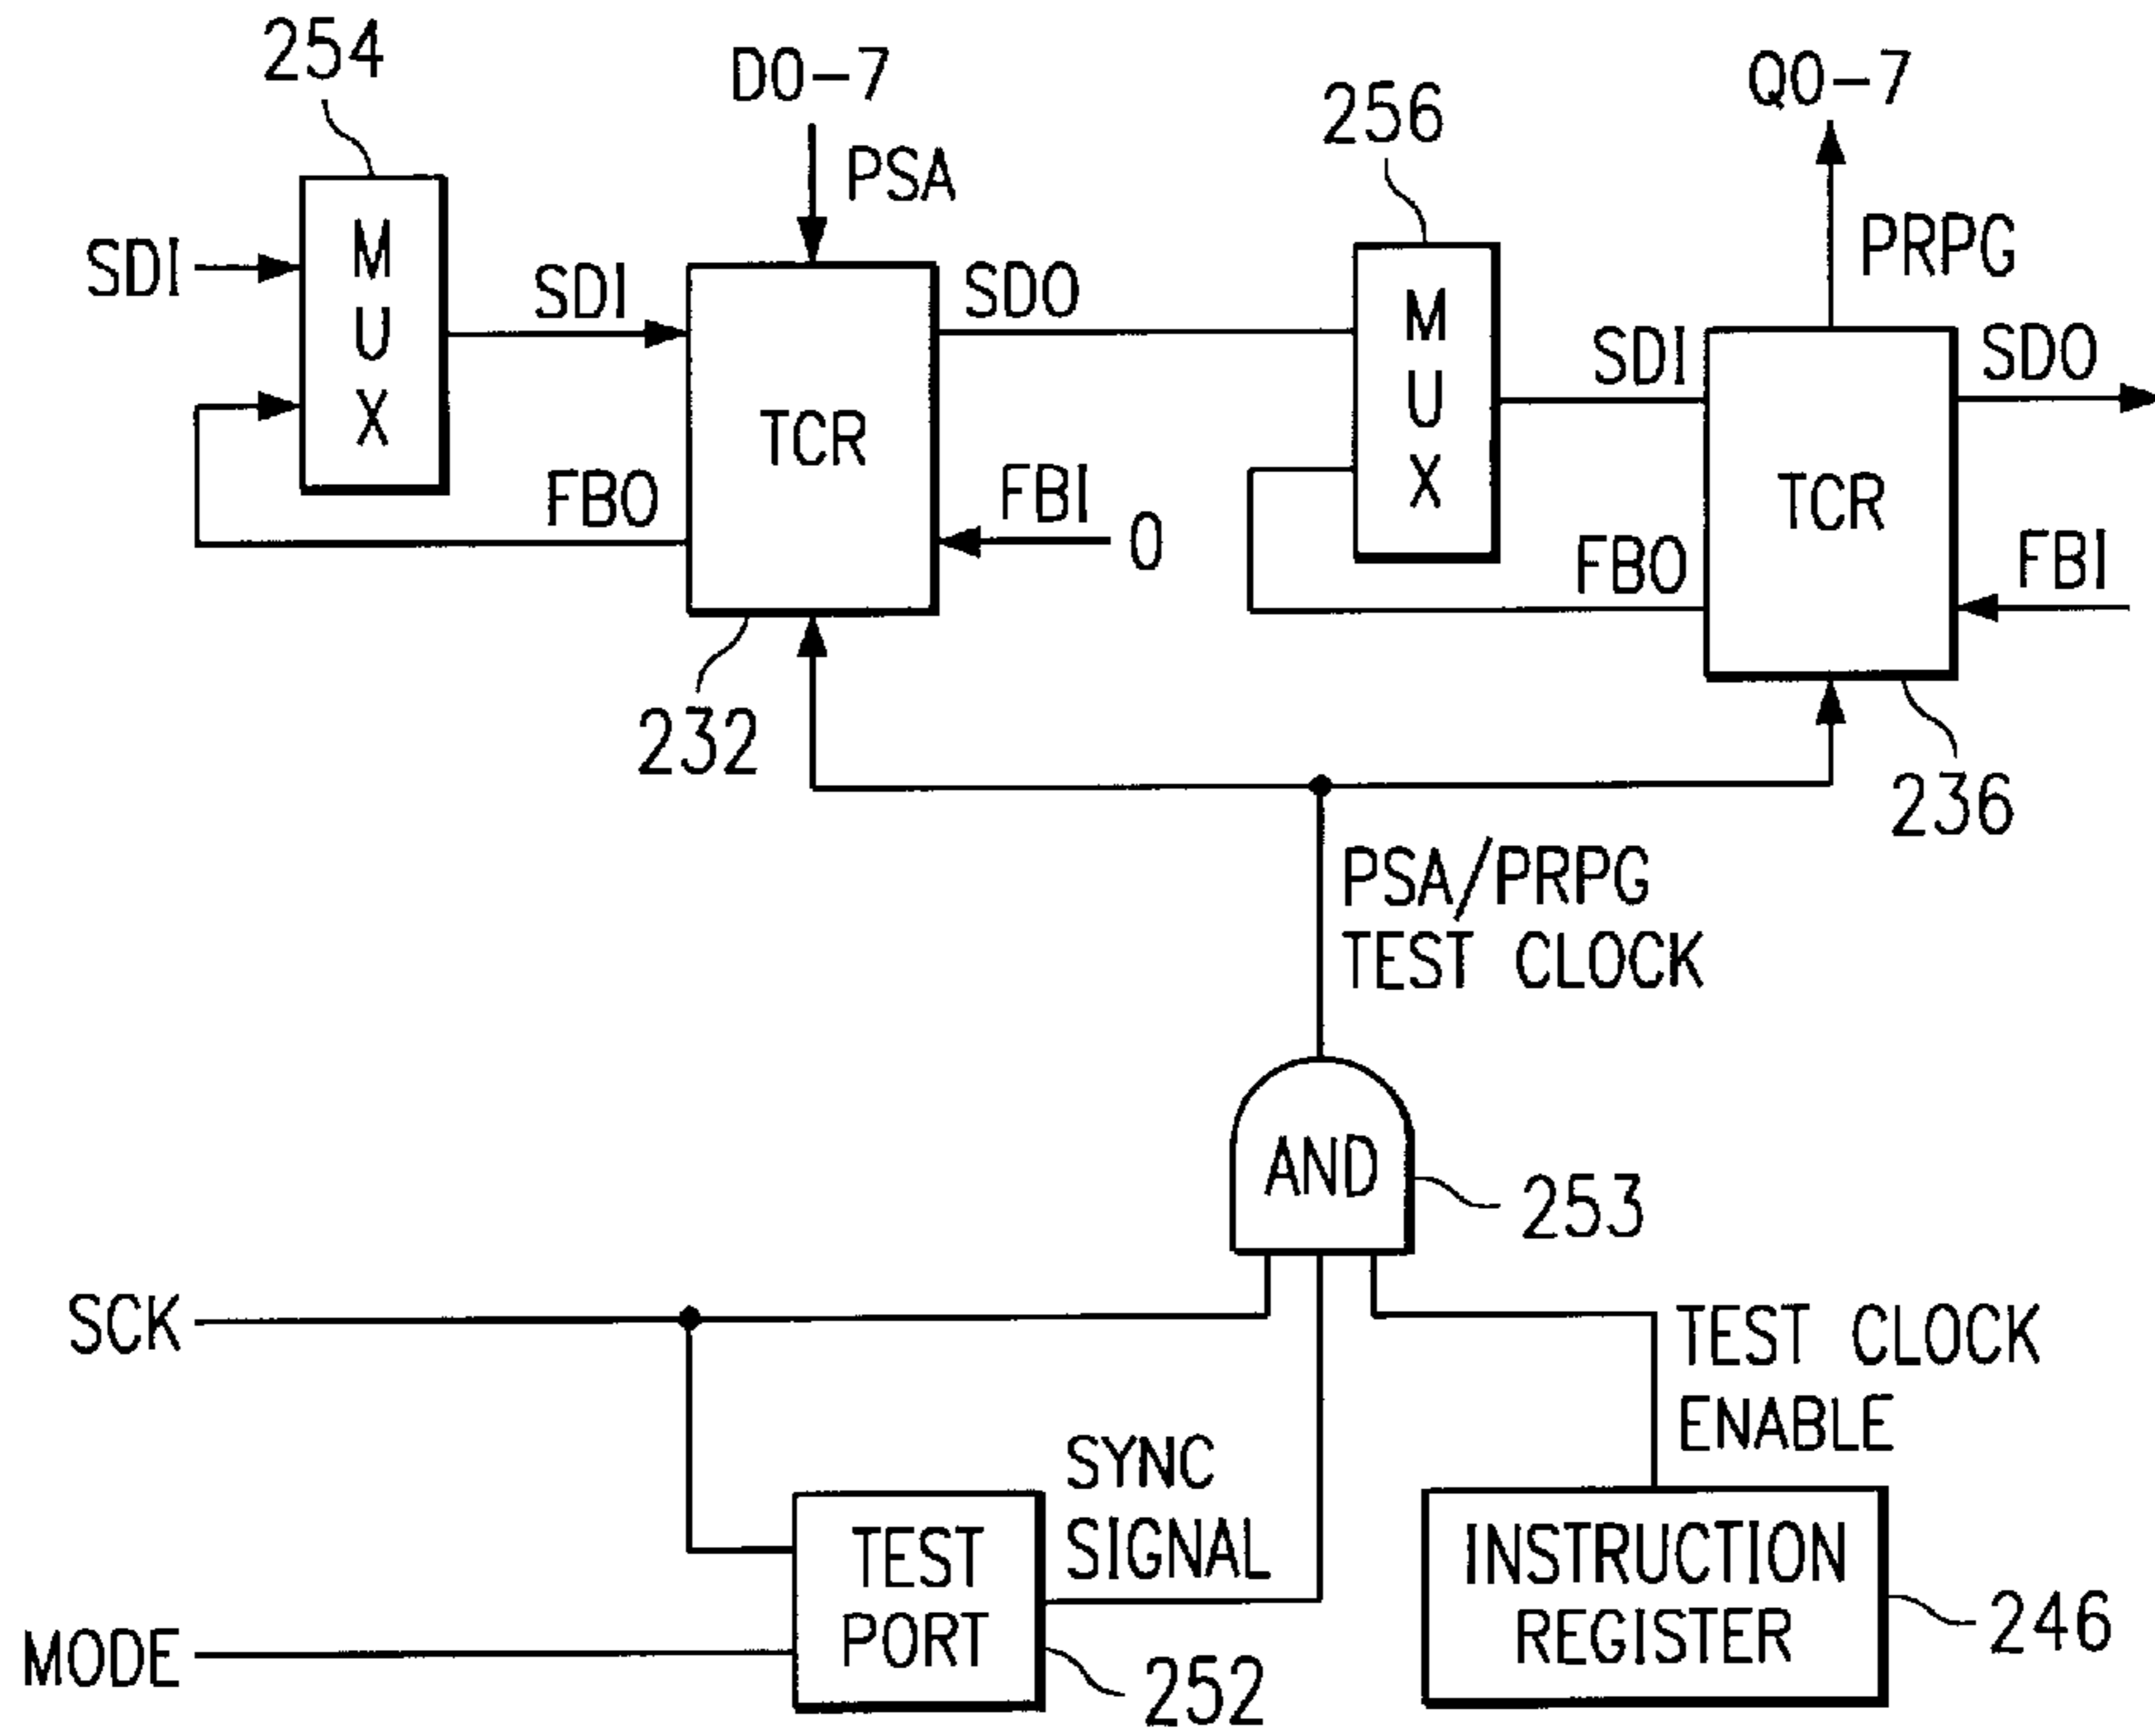 254
D0-7
Q0-7
256
PSA
SDI
MUX
SDI
SDO
MUX
PRPG
SDI
SDO
TCR
TCR
FBO
FBI
0
FBO
FBI
232
236
PSA/PRPG
TEST CLOCK
AND
253
SCK
TEST CLOCK
ENABLE
SYNC
SIGNAL
TEST
PORT
INSTRUCTION
REGISTER
246
MODE
252